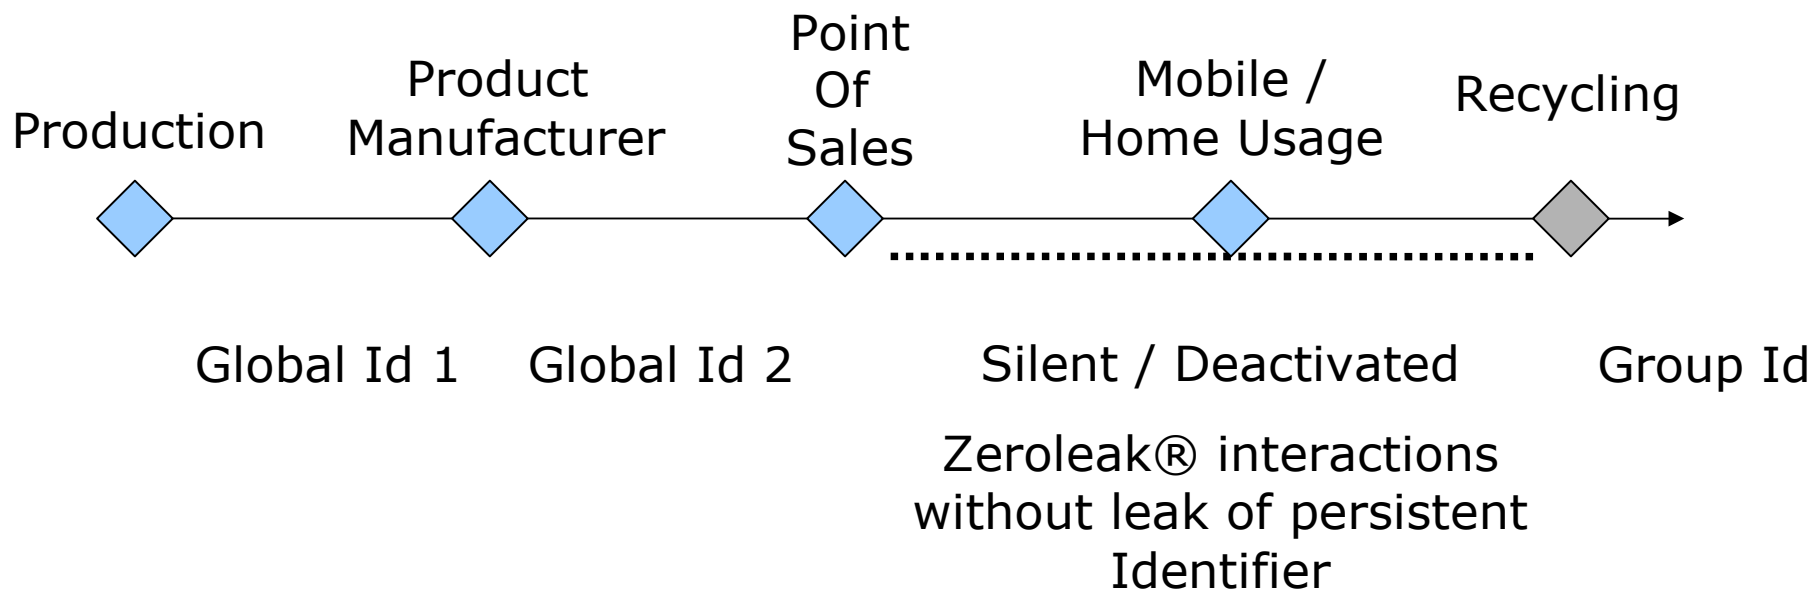 Production
Product
Manufacturer
Point
Of
Sales
Mobile /
Home Usage
Recycling
Global Id 1
Global Id 2
Silent / Deactivated
Group Id
Zeroleak® interactions
without leak of persistent
Identifier